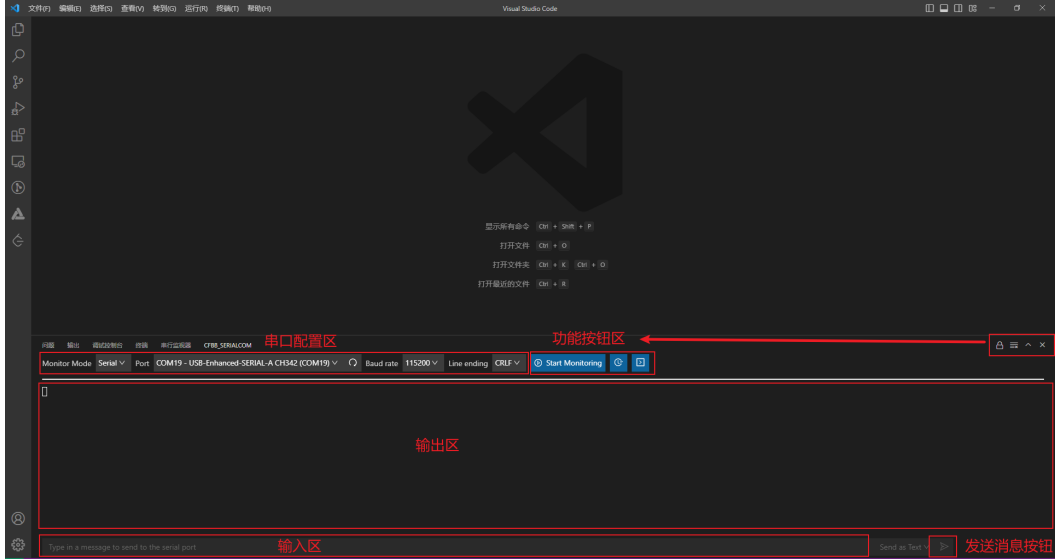 文件(F) 编辑(E) 选择(S) 查看(V) 转到(G) 运行(R) 终端(T) 帮助(H) Visual Studio Code
显示所有命令 Ctrl + Shift + P
打开文件 Ctrl + O
打开文件夹 Ctrl + K Ctrl + O
打开最近的文件 Ctrl + R
串口配置区 功能按钮区
问题 输出 调试控制台 终端 串行监视器 CFBB_SERIALCOM
Monitor Mode Serial Port COM19 - USB-Enhanced-SERIAL-A CH342 (COM19) Baud rate 115200 Line ending CRLF Start Monitoring
输出区
Type in a message to send to the serial port 输入区 Send as Text 发送消息按钮